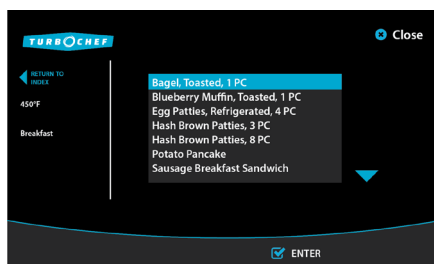 TURBOCHEF
Close
RETURN TO
INDEX
450°F
Breakfast
Bagel, Toasted, 1 PC
Blueberry Muffin, Toasted, 1 PC
Egg Patties, Refrigerated, 4 PC
Hash Brown Patties, 3 PC
Hash Brown Patties, 8 PC
Potato Pancake
Sausage Breakfast Sandwich
ENTER